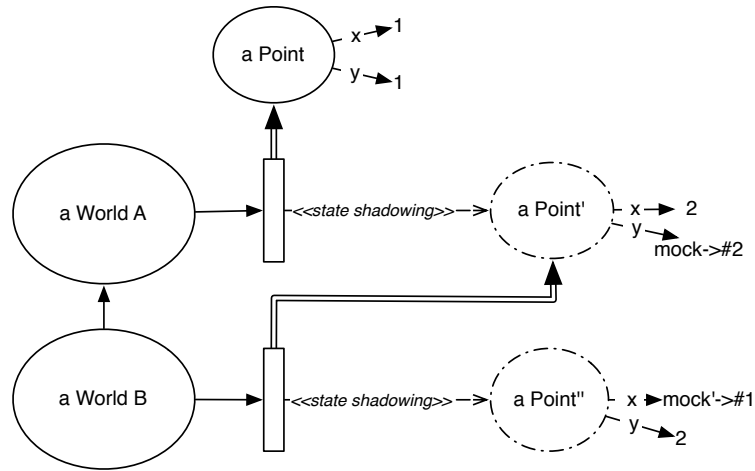 a Point
x
1
y
1
a World A
<<state shadowing>>
a Point'
x
2
y
mock->#2
a World B
<<state shadowing>>
a Point''
x
mock'->#1
y
2